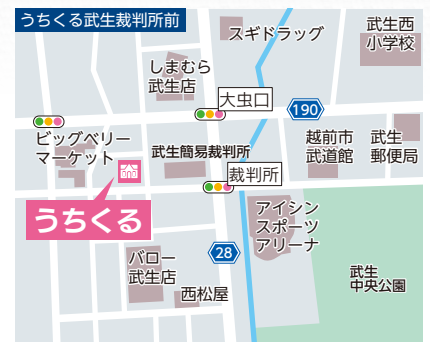 うちくる武生裁判所前
スギドラッグ
武生西
小学校
しまむら
武生店
大虫口
190
ビッグベリー
マーケット
武生簡易裁判所
越前市
武道館
武生
郵便局
裁判所
うちくる
アイシン
スポーツ
アリーナ
バロー
武生店
28
西松屋
武生
中央公園